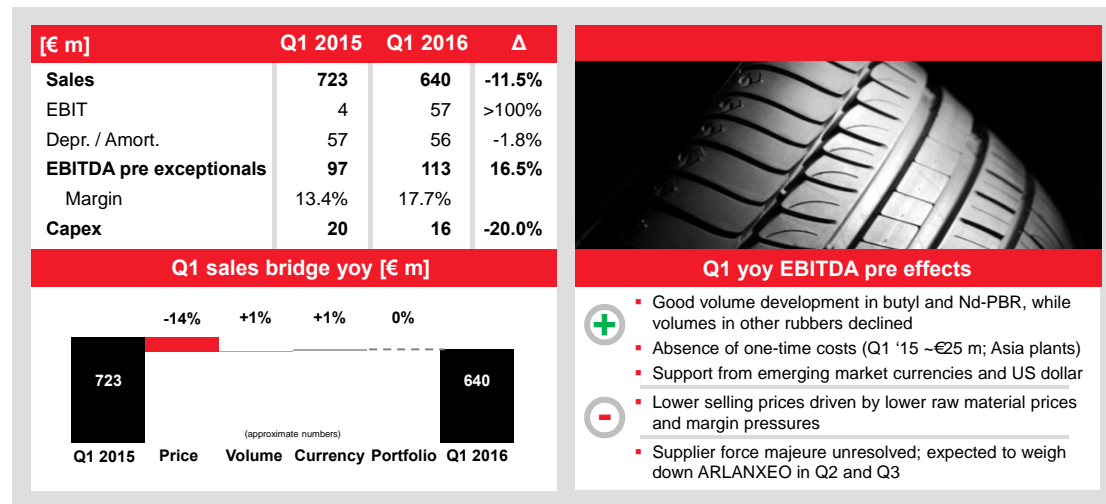 [€ m] Q1 2015 Q1 2016 Δ
Sales 723 640 -11.5%
EBIT 4 57 >100%
Depr. / Amort. 57 56 -1.8%
EBITDA pre exceptionals 97 113 16.5%
Margin 13.4% 17.7%
Capex 20 16 -20.0%
Q1 sales bridge yoy [€ m]
-14% +1% +1% 0%
723 640
(approximate numbers)
Q1 2015 Price Volume Currency Portfolio Q1 2016
Q1 yoy EBITDA pre effects
+
▪ Good volume development in butyl and Nd-PBR, while
volumes in other rubbers declined
▪ Absence of one-time costs (Q1 ‘15 ~€25 m; Asia plants)
▪ Support from emerging market currencies and US dollar
-
▪ Lower selling prices driven by lower raw material prices
and margin pressures
▪ Supplier force majeure unresolved; expected to weigh
down ARLANXEO in Q2 and Q3